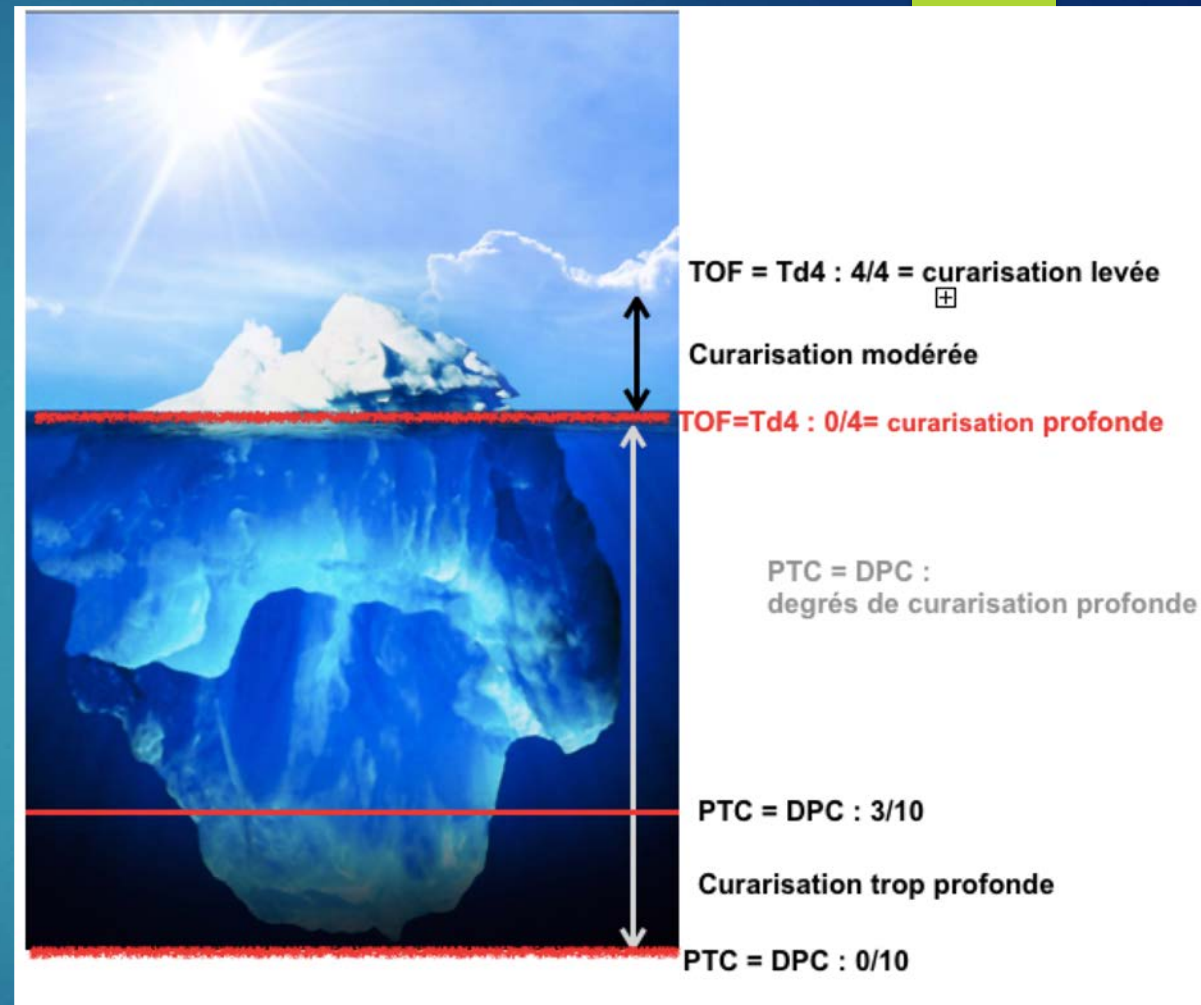 TOF = Td4 : 4/4 = curarisation levée
Curarisation modérée
TOF=Td4 : 0/4= curarisation profonde
PTC = DPC :
degrés de curarisation profonde
PTC = DPC : 3/10
Curarisation trop profonde
PTC = DPC : 0/10